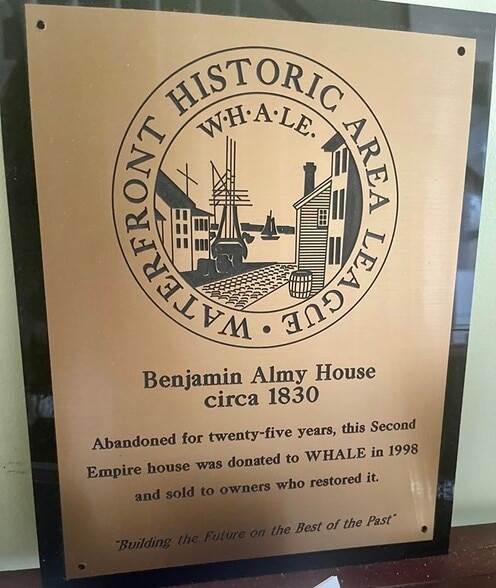 WATERFRONT HISTORIC AREA LEAGUE •
W·H·A·L·E.
Benjamin Almy House
circa 1830
Abandoned for twenty-five years, this Second
Empire house was donated to WHALE in 1998
and sold to owners who restored it.
"Building the Future on the Best of the Past"